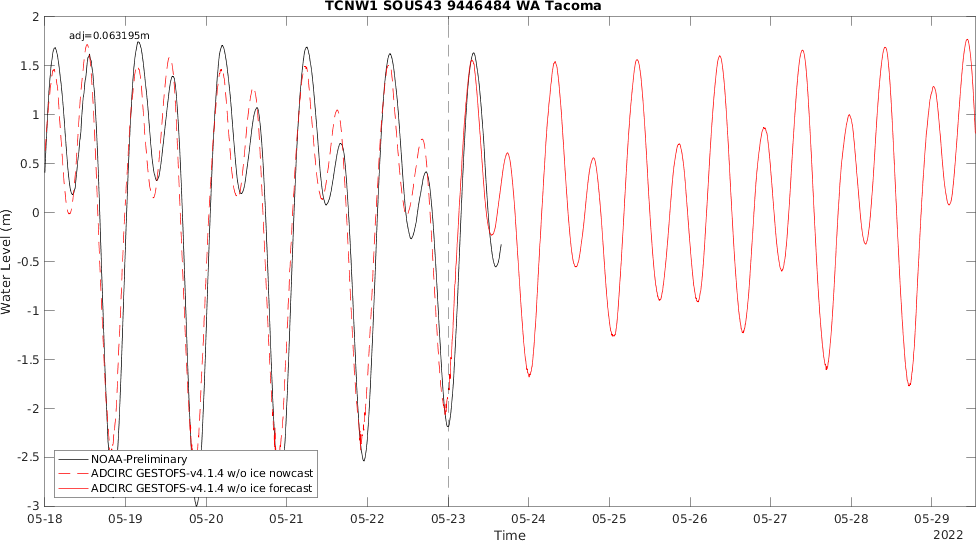 TCNW1 SOUS43 9446484 WA Tacoma
adj=0.063195m
2
1.5
1
0.5
0
-0.5
-1
-1.5
-2
-2.5
-3
Water Level (m)
NOAA-Preliminary
ADCIRC GESTOFS-v4.1.4 w/o ice nowcast
ADCIRC GESTOFS-v4.1.4 w/o ice forecast
05-18 05-19 05-20 05-21 05-22 05-23 05-24 05-25 05-26 05-27 05-28 05-29
Time
2022